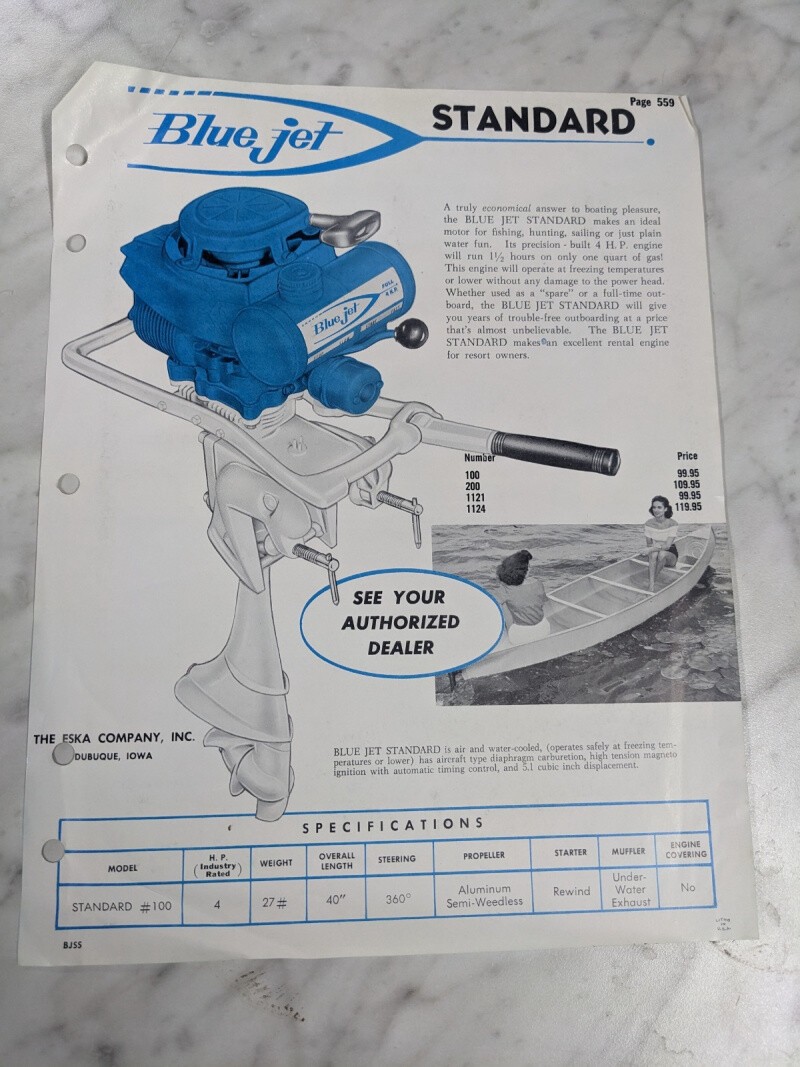 Page 559
Blue jet
STANDARD
A truly economical answer to boating pleasure,
the BLUE JET STANDARD makes an ideal
motor for fishing, hunting, sailing or just plain
water fun. Its precision-built 4 H. P. engine
will run 1½ hours on only one quart of gas!
This engine will operate at freezing temperatures
or lower without any damage to the power head.
Whether used as a "spare" or a full-time out-
board, the BLUE JET STANDARD will give
you years of trouble-free outboarding at a price
that's almost unbelievable. The BLUE JET
STANDARD makes an excellent rental engine
for resort owners.
FULL
4 H.P.
Blue jet
Number Price
100 99.95
200 109.95
1121 99.95
1124 119.95
SEE YOUR
AUTHORIZED
DEALER
THE ESKA COMPANY, INC.
DUBUQUE, IOWA
BLUE JET STANDARD is air and water-cooled, (operates safely at freezing tem-
peratures or lower) has aircraft type diaphragm carburetion, high tension magneto
ignition with automatic timing control, and 5.1 cubic inch displacement.
SPECIFICATIONS
MODEL H. P. (Industry Rated) WEIGHT OVERALL LENGTH STEERING PROPELLER STARTER MUFFLER ENGINE COVERING
STANDARD #100 4 27# 40" 360° Aluminum Semi-Weedless Rewind Under-Water Exhaust No
BJSS
LITHO
IN
U.S.A.